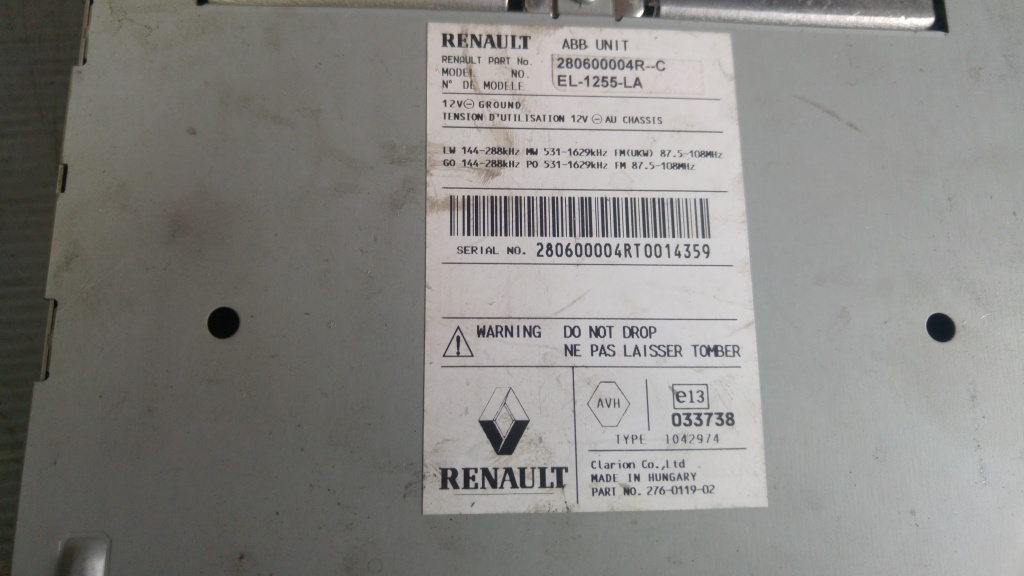 RENAULT ABB UNIT
RENAULT PART No. 280600004R--C
MODEL NO. EL-1255-LA
N° DE MODELE
12V⊝ GROUND
TENSION D'UTILISATION 12V ⊝ AU CHASSIS
LW 144-288kHz MW 531-1629kHz FM(UKW) 87.5-108MHz
GO 144-288kHz PO 531-1629kHz FM 87.5-108MHz
SERIAL NO. 280600004RT0014359
WARNING DO NOT DROP
NE PAS LAISSER TOMBER
AVH e13
033738
TYPE 1042974
RENAULT
Clarion Co.,Ltd
MADE IN HUNGARY
PART NO. 276-0119-02